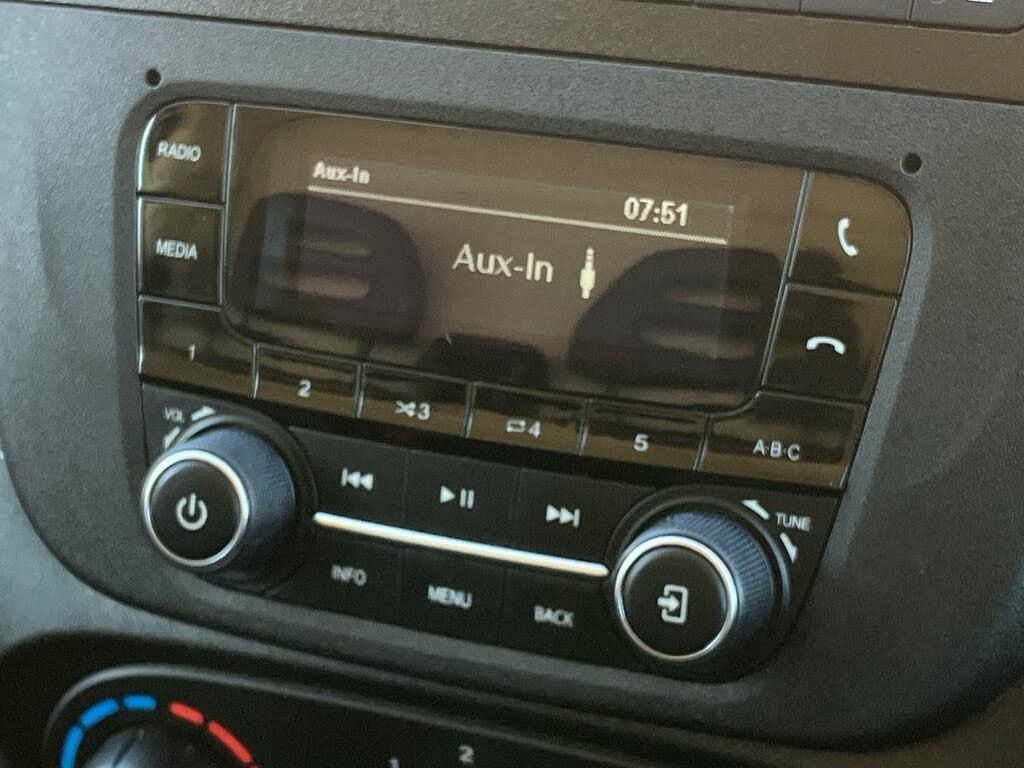 RADIO
MEDIA
Aux-In
07:51
Aux-In
1
2
3
4
5
A·B·C
VOL
TUNE
INFO
MENU
BACK
1
2